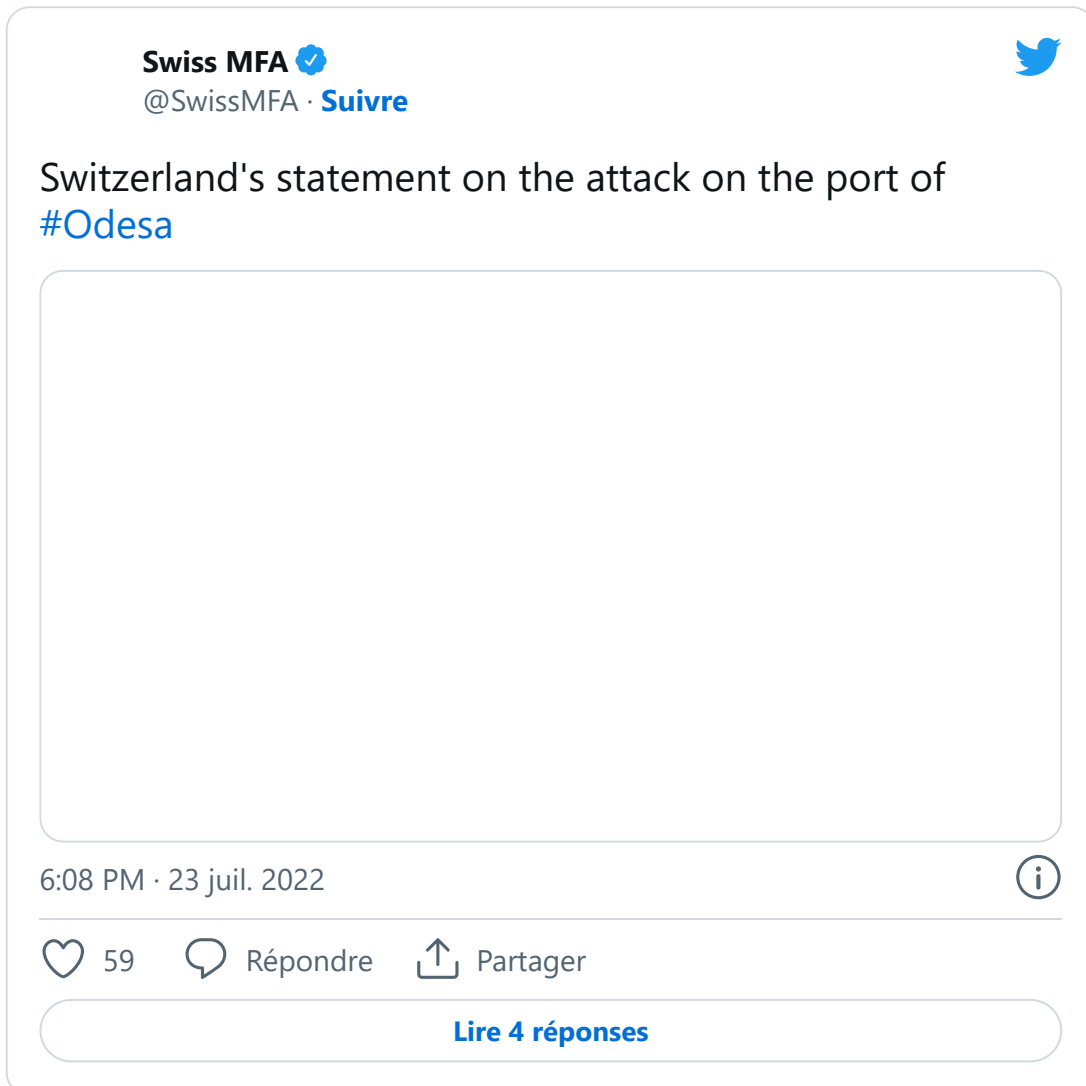 Swiss MFA
@SwissMFA · Suivre
Switzerland's statement on the attack on the port of
#Odesa
6:08 PM · 23 juil. 2022
59 Répondre Partager
Lire 4 réponses